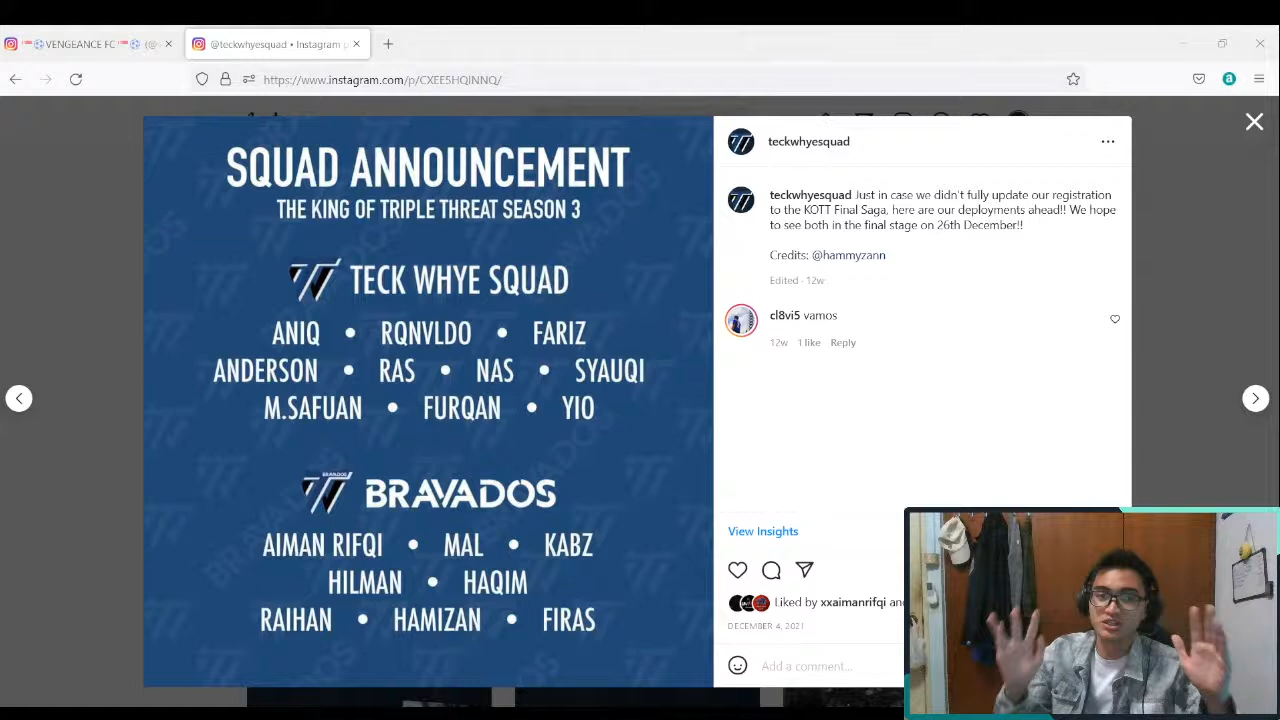 VENGEANCE FC
@teckwhyesquad • Instagram p
https://www.instagram.com/p/CXEE5HQiNNQ/
SQUAD ANNOUNCEMENT
THE KING OF TRIPLE THREAT SEASON 3
TECK WHYE SQUAD
ANIQ • RQNVLDO • FARIZ
ANDERSON • RAS • NAS • SYAUQI
M.SAFUAN • FURQAN • YIO
BRAVADOS
BRAVADOS
AIMAN RIFQI • MAL • KABZ
HILMAN • HAQIM
RAIHAN • HAMIZAN • FIRAS
teckwhyesquad
teckwhyesquad Just in case we didn't fully update our registration
to the KOTT Final Saga, here are our deployments ahead!! We hope
to see both in the final stage on 26th December!!
Credits: @hammyzann
Edited · 12w
cl8vi5 vamos
12w 1 like Reply
View Insights
Liked by xxaimanrifqi and
DECEMBER 4, 2021
Add a comment...